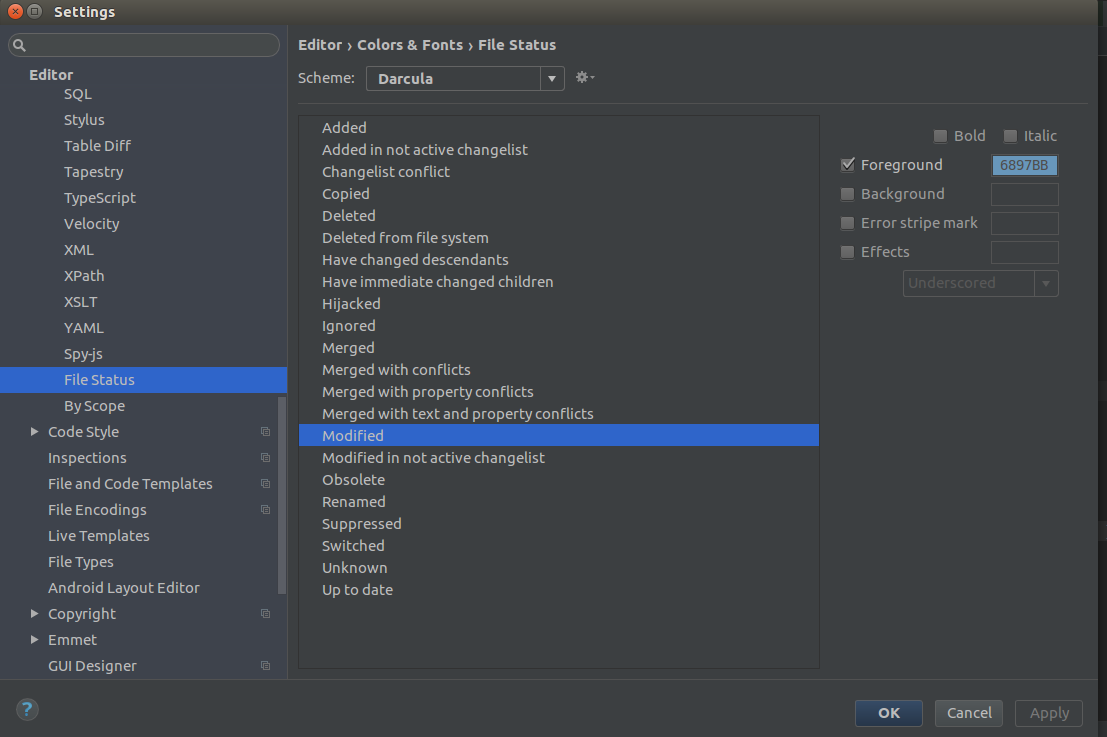 Settings
Editor
SQL
Stylus
Table Diff
Tapestry
TypeScript
Velocity
XML
XPath
XSLT
YAML
Spy-js
File Status
By Scope
Code Style
Inspections
File and Code Templates
File Encodings
Live Templates
File Types
Android Layout Editor
Copyright
Emmet
GUI Designer
Editor › Colors & Fonts › File Status
Scheme: Darcula
Added
Added in not active changelist
Changelist conflict
Copied
Deleted
Deleted from file system
Have changed descendants
Have immediate changed children
Hijacked
Ignored
Merged
Merged with conflicts
Merged with property conflicts
Merged with text and property conflicts
Modified
Modified in not active changelist
Obsolete
Renamed
Suppressed
Switched
Unknown
Up to date
Bold Italic
Foreground 6897BB
Background
Error stripe mark
Effects
Underscored
? OK Cancel Apply